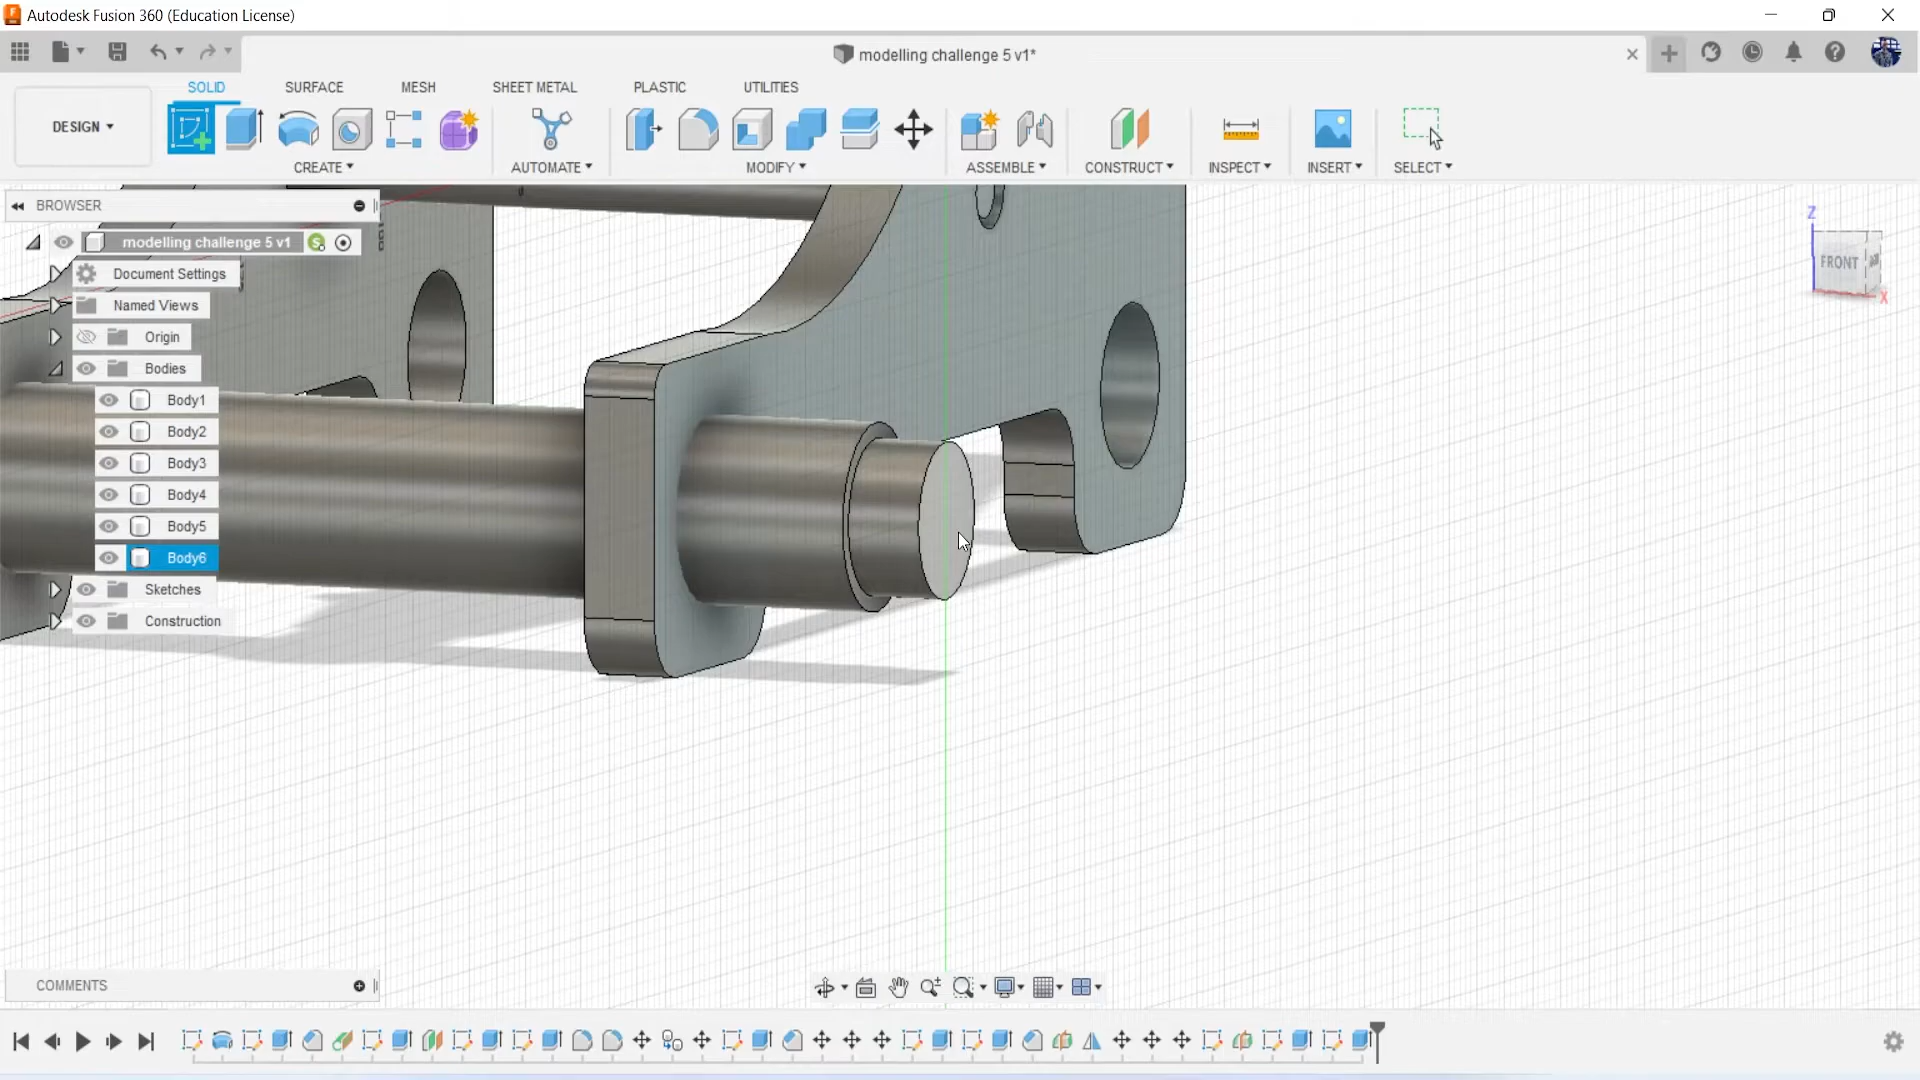 Autodesk Fusion 360 (Education License)
modelling challenge 5 v1*
SOLID SURFACE MESH SHEET METAL PLASTIC UTILITIES
DESIGN
CREATE AUTOMATE MODIFY ASSEMBLE CONSTRUCT INSPECT INSERT SELECT
BROWSER
modelling challenge 5 v1
Document Settings
Named Views
Origin
Bodies
Body1
Body2
Body3
Body4
Body5
Body6
Sketches
Construction
Z
FRONT
X
COMMENTS